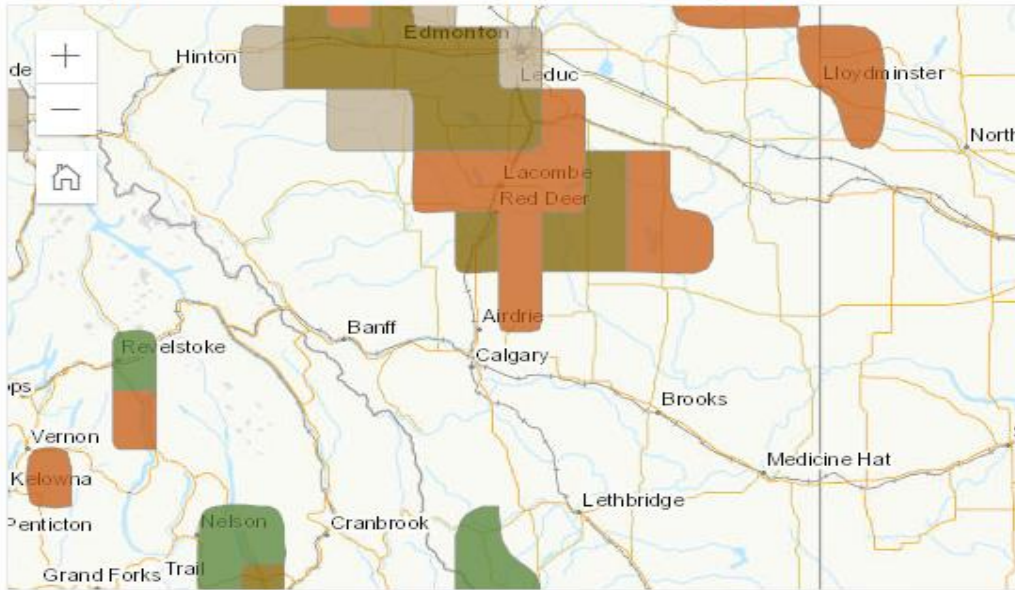 Edmonton
Hinton
de
Leduc
Lloydminster
North
Lacombe
Red Deer
Airdrie
Banff
Revelstoke
Calgary
ops
Brooks
Vernon
Medicine Hat
Kelowna
Lethbridge
Penticton
Nelson
Cranbrook
Trail
Grand Forks